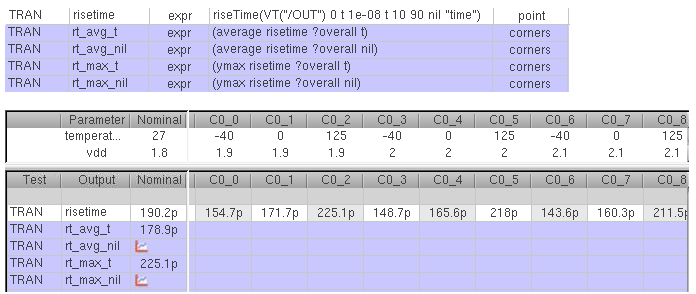 TRAN risetime expr riseTime(VT("/OUT") 0 t 1e-08 t 10 90 nil "time") point
TRAN rt_avg_t expr (average risetime ?overall t) corners
TRAN rt_avg_nil expr (average risetime ?overall nil) corners
TRAN rt_max_t expr (ymax risetime ?overall t) corners
TRAN rt_max_nil expr (ymax risetime ?overall nil) corners
Parameter Nominal C0_0 C0_1 C0_2 C0_3 C0_4 C0_5 C0_6 C0_7 C0_8
temperat... 27 -40 0 125 -40 0 125 -40 0 125
vdd 1.8 1.9 1.9 1.9 2 2 2 2.1 2.1 2.1
Test Output Nominal C0_0 C0_1 C0_2 C0_3 C0_4 C0_5 C0_6 C0_7 C0_8
TRAN risetime 190.2p 154.7p 171.7p 225.1p 148.7p 165.6p 218p 143.6p 160.3p 211.5p
TRAN rt_avg_t 178.9p
TRAN rt_avg_nil
TRAN rt_max_t 225.1p
TRAN rt_max_nil